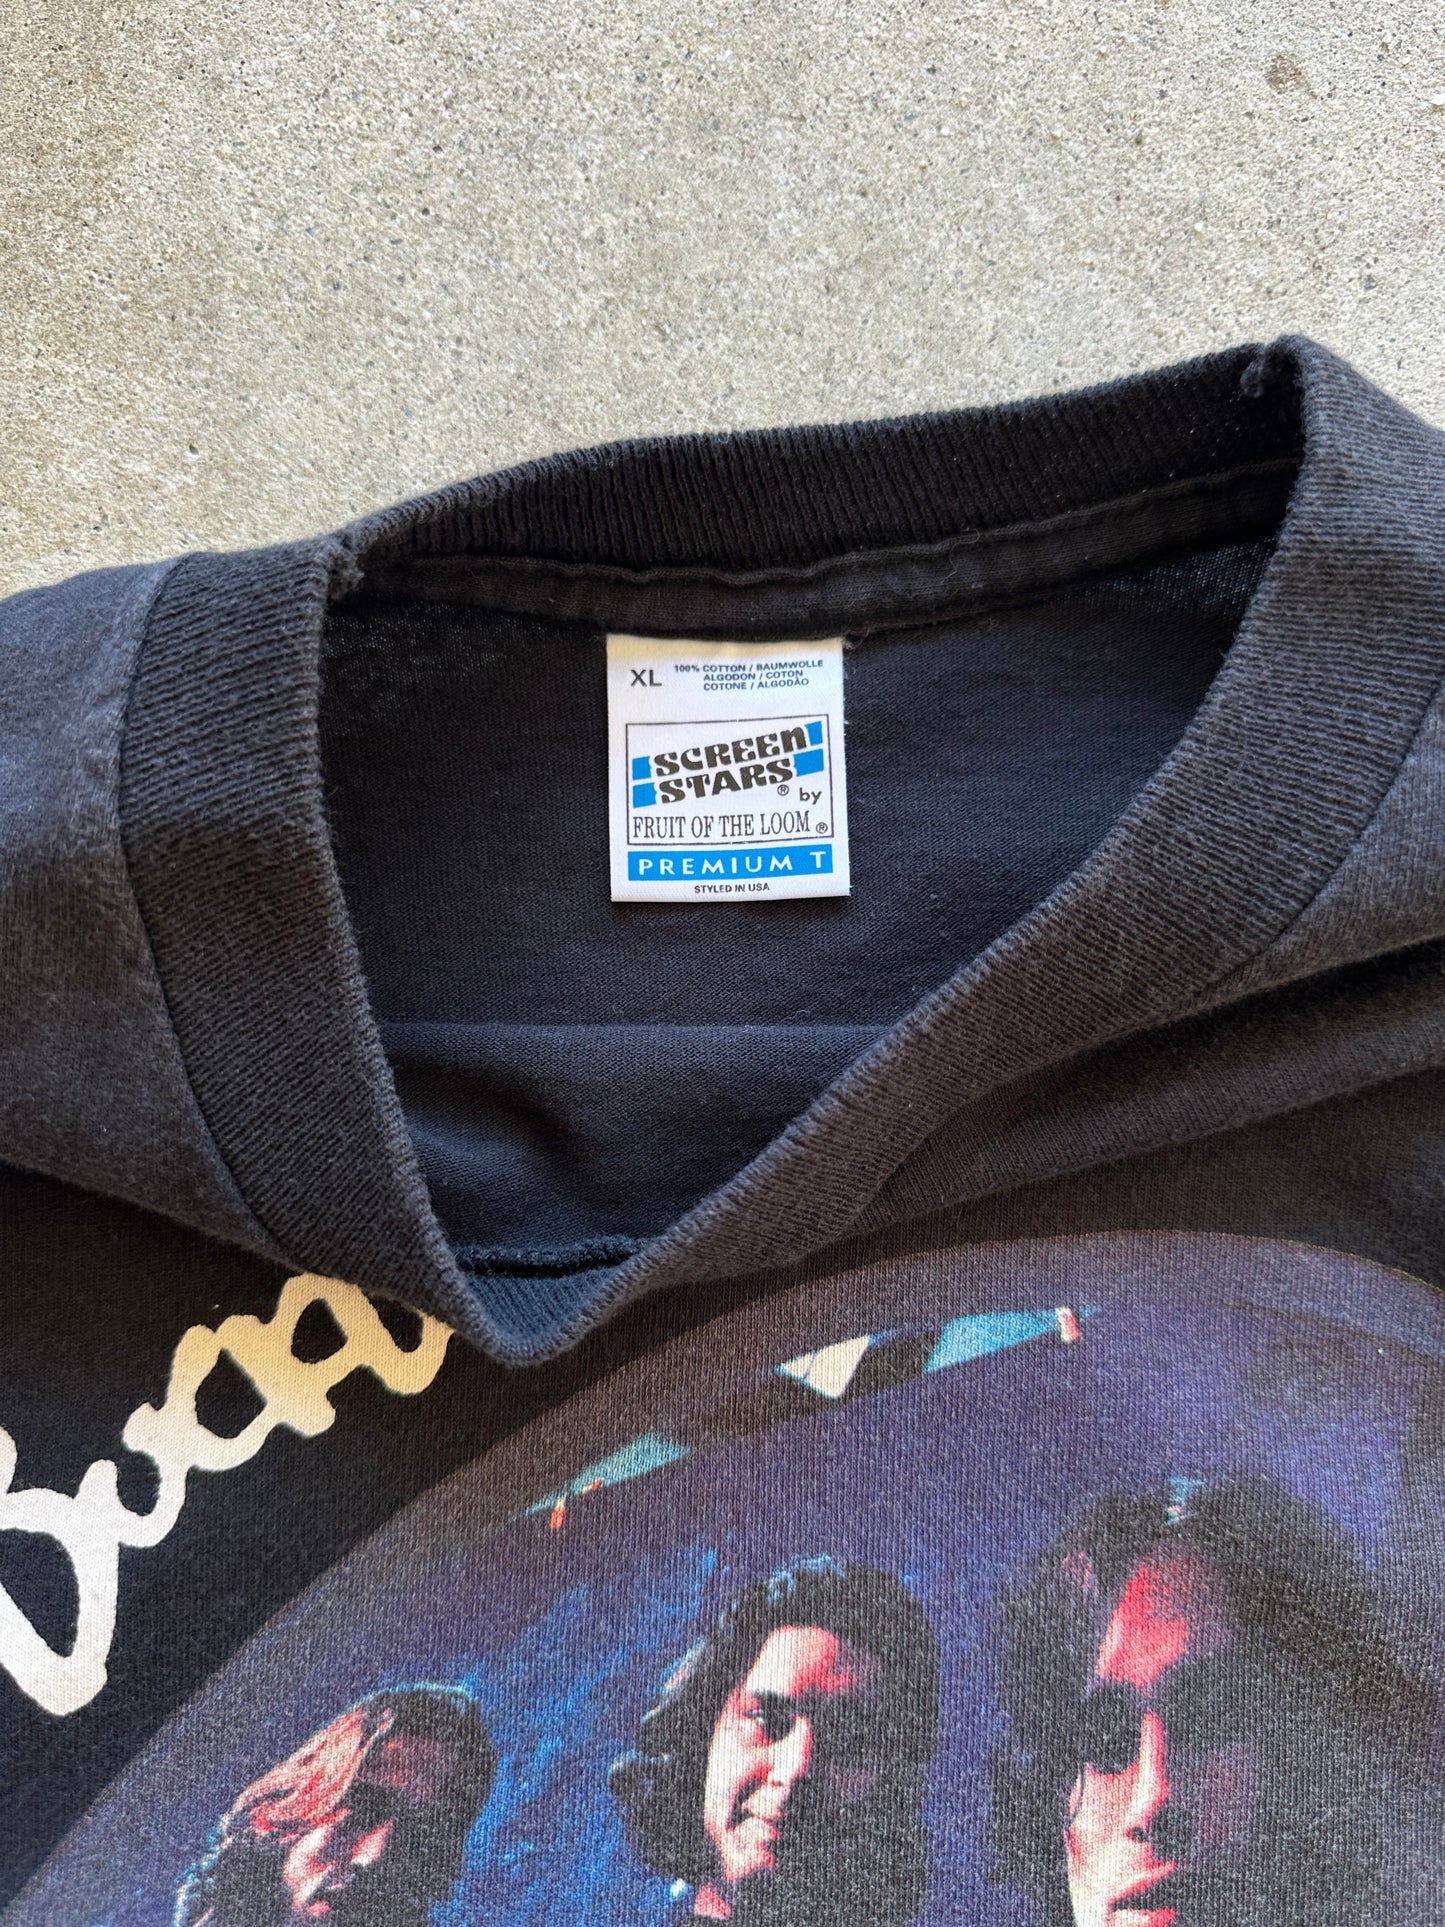 XL
100% COTTON / BAUMWOLLE
ALGODON / COTON
COTONE / ALGODÃO
SCREEN
STARS® by
FRUIT OF THE LOOM®
PREMIUM T
STYLED IN USA